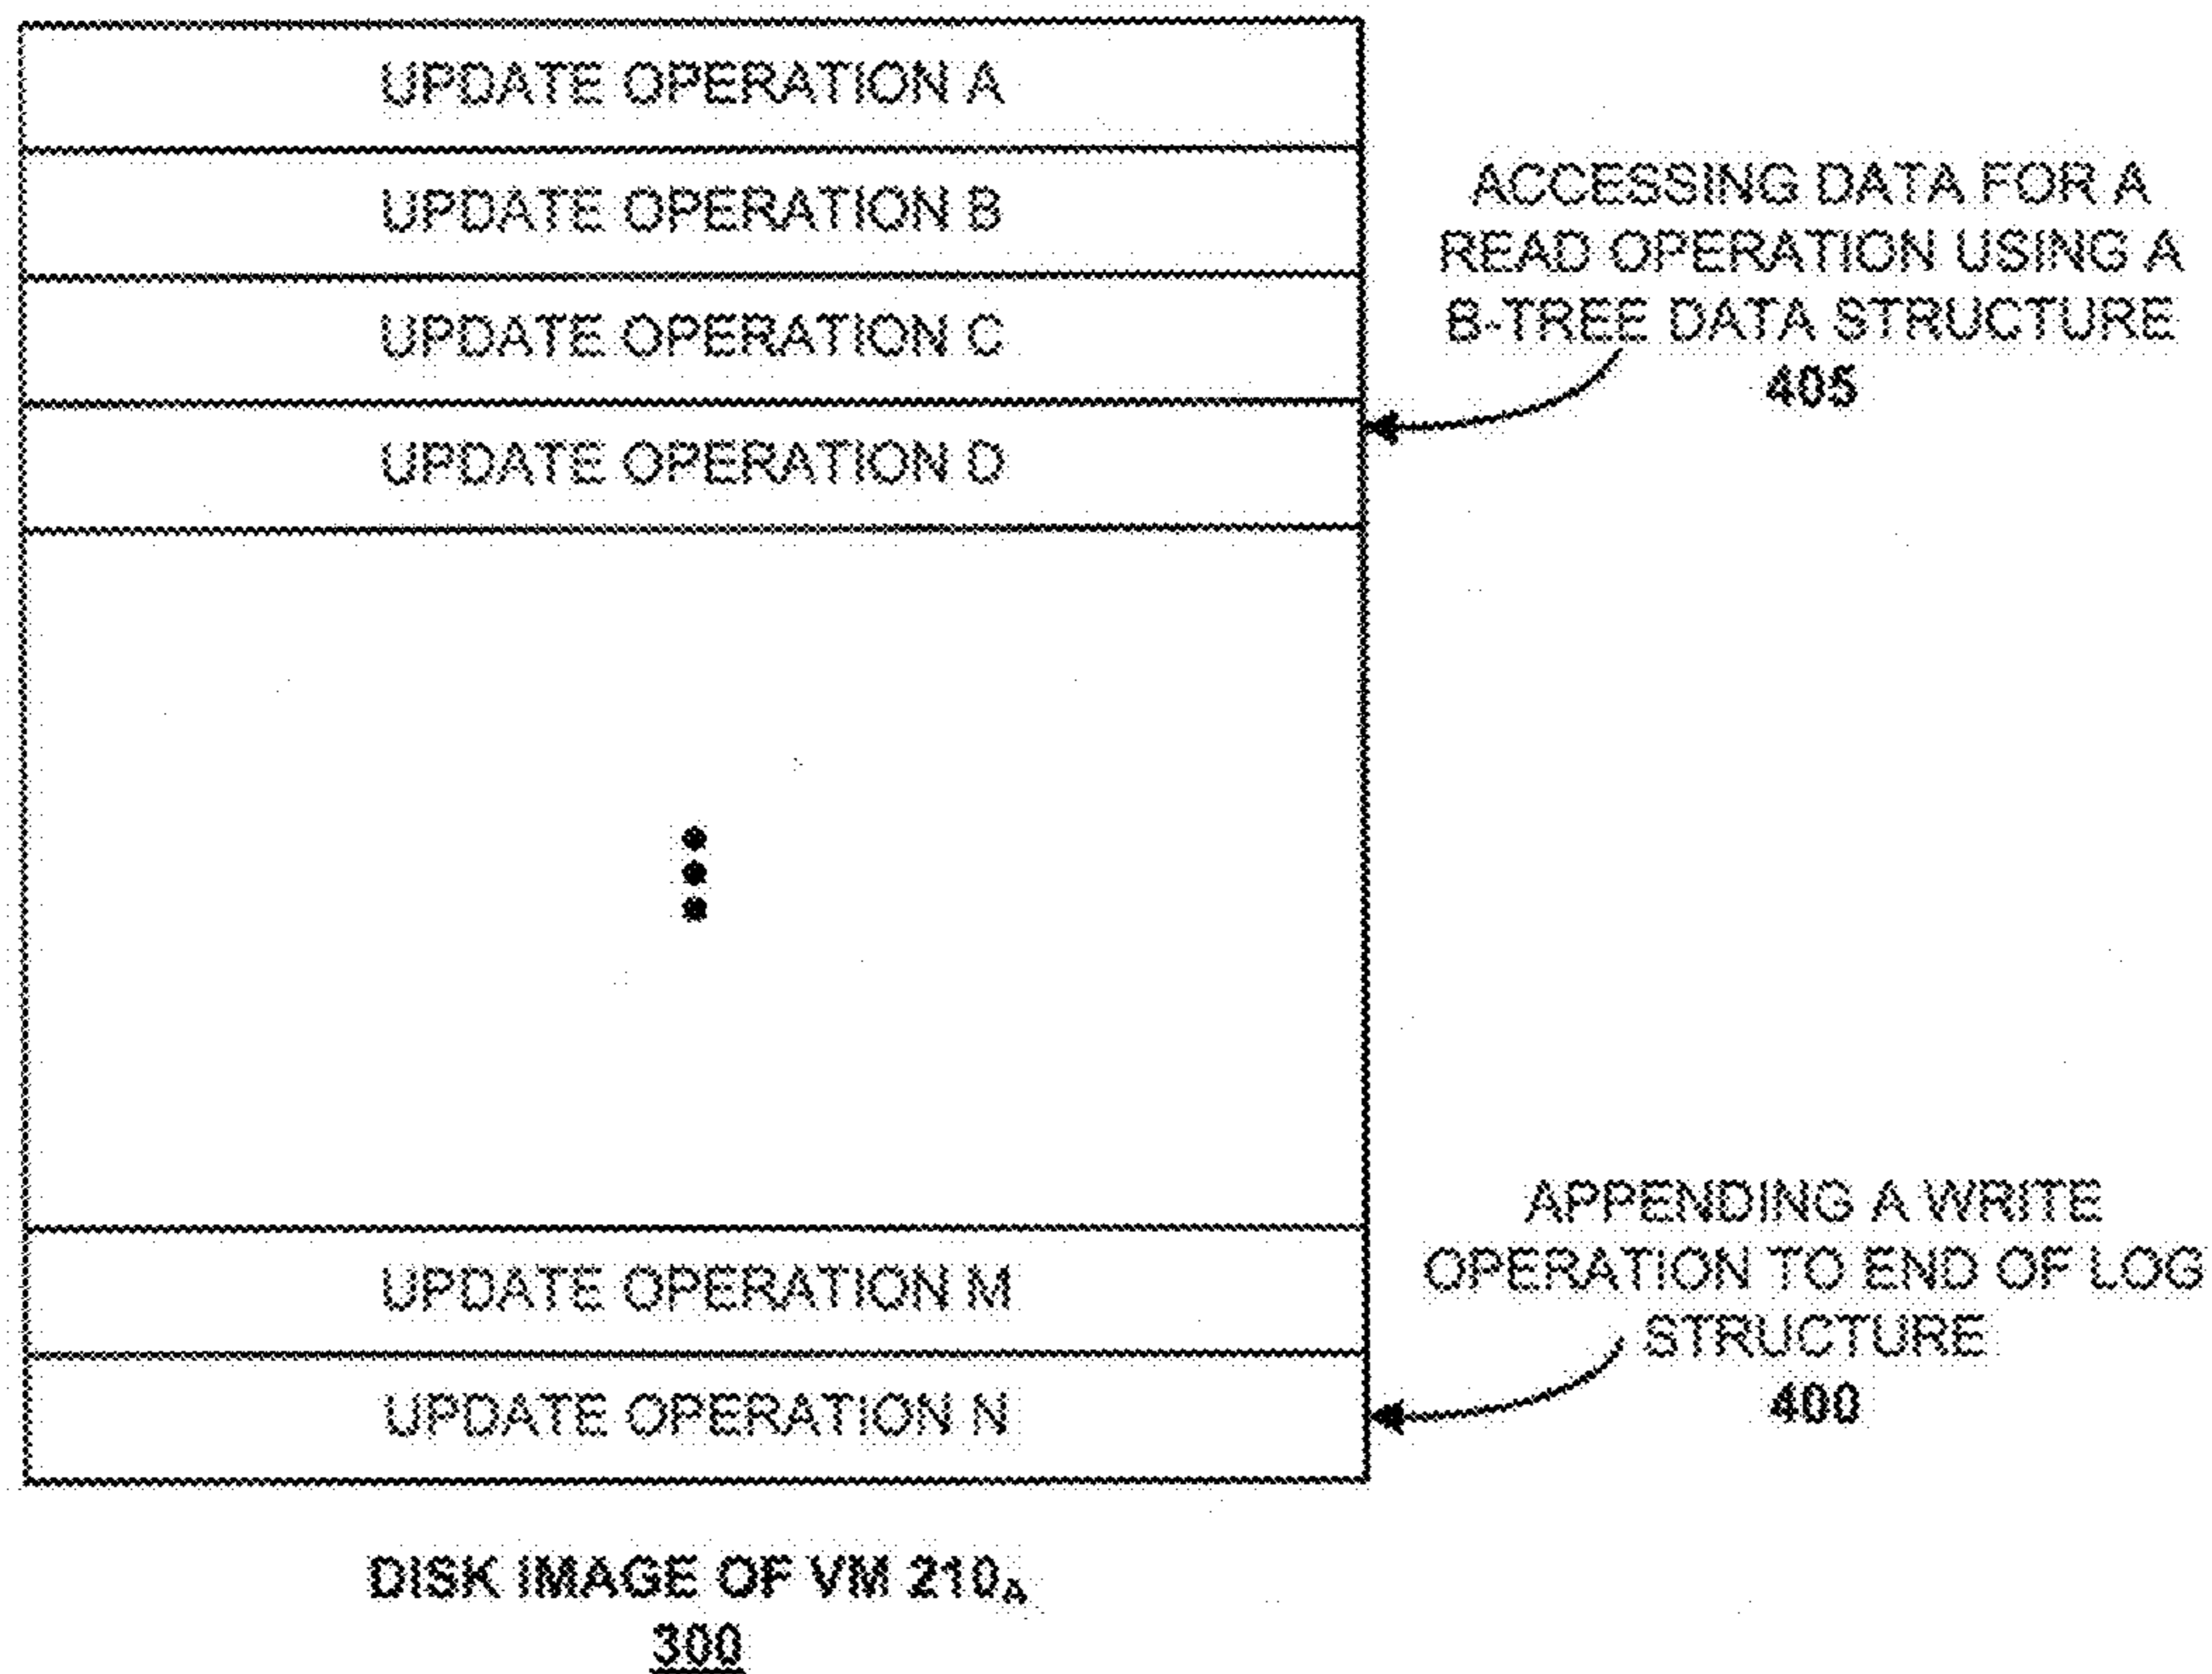 UPDATE OPERATION A
UPDATE OPERATION B
UPDATE OPERATION C
UPDATE OPERATION D
ACCESSING DATA FOR A
READ OPERATION USING A
B-TREE DATA STRUCTURE
405
UPDATE OPERATION M
UPDATE OPERATION N
APPENDING A WRITE
OPERATION TO END OF LOG
STRUCTURE
400
DISK IMAGE OF VM 210A
300